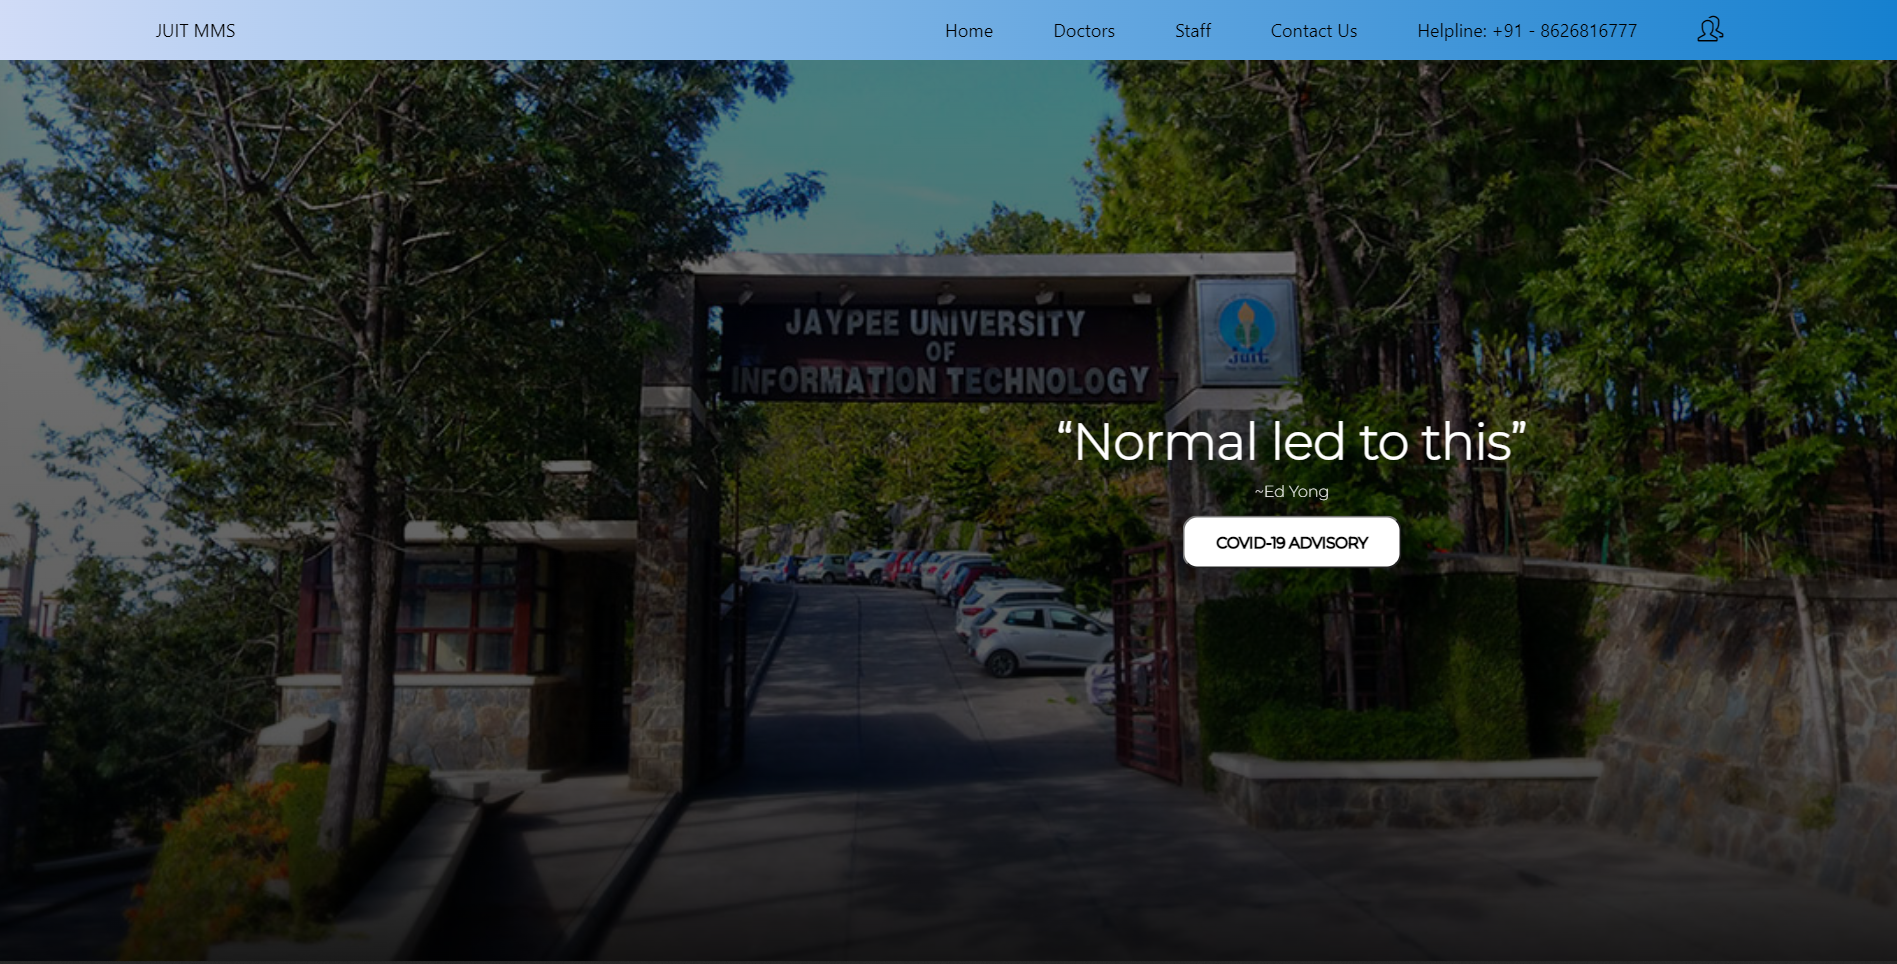 JUIT MMS
Home
Doctors
Staff
Contact Us
Helpline: +91 - 8626816777
JAYPEE UNIVERSITY
OF
INFORMATION TECHNOLOGY
juit
“Normal led to this”
~Ed Yong
COVID-19 ADVISORY